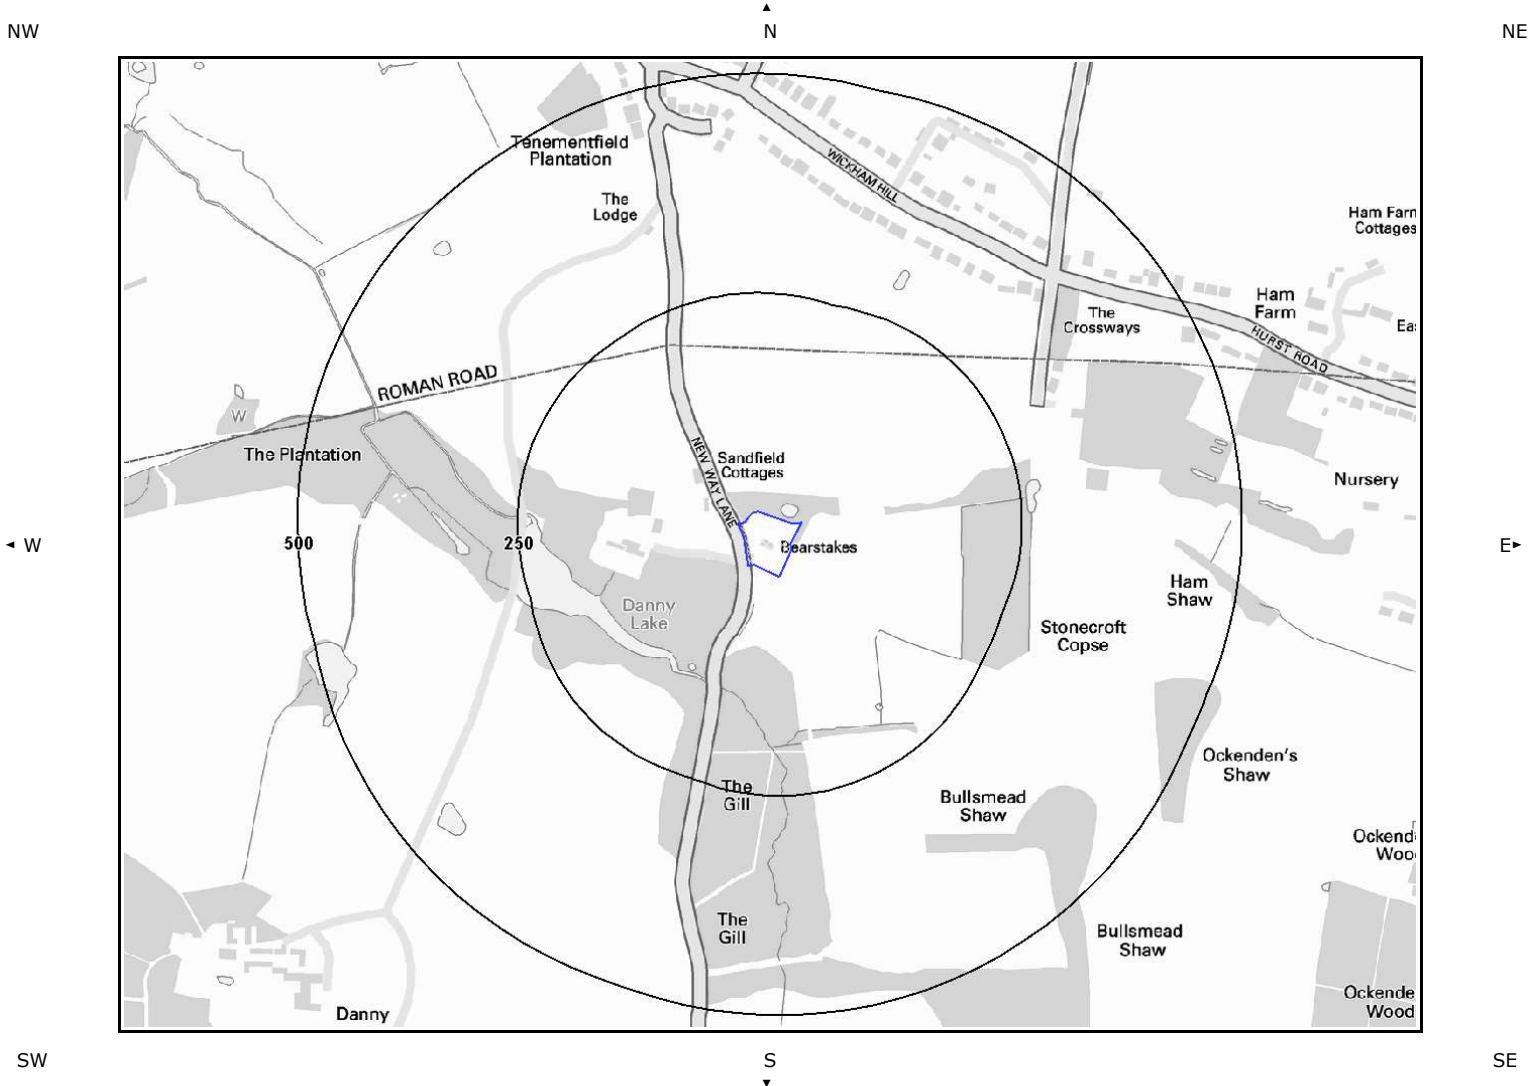 NW
N
NE
Tenementfield
Plantation
WICKHAM HILL
The
Lodge
Ham Farm
Cottages
The
Crossways
Ham
Farm
HURST ROAD
ROMAN ROAD
W
The Plantation
NEW WAY LANE
Sandfield
Cottages
Nursery
W
500
250
Bearstakes
E
Danny
Lake
Ham
Shaw
Stonecroft
Copse
Ockenden's
Shaw
The
Gill
Bullsmead
Shaw
The
Gill
Bullsmead
Shaw
Danny
SW
S
SE